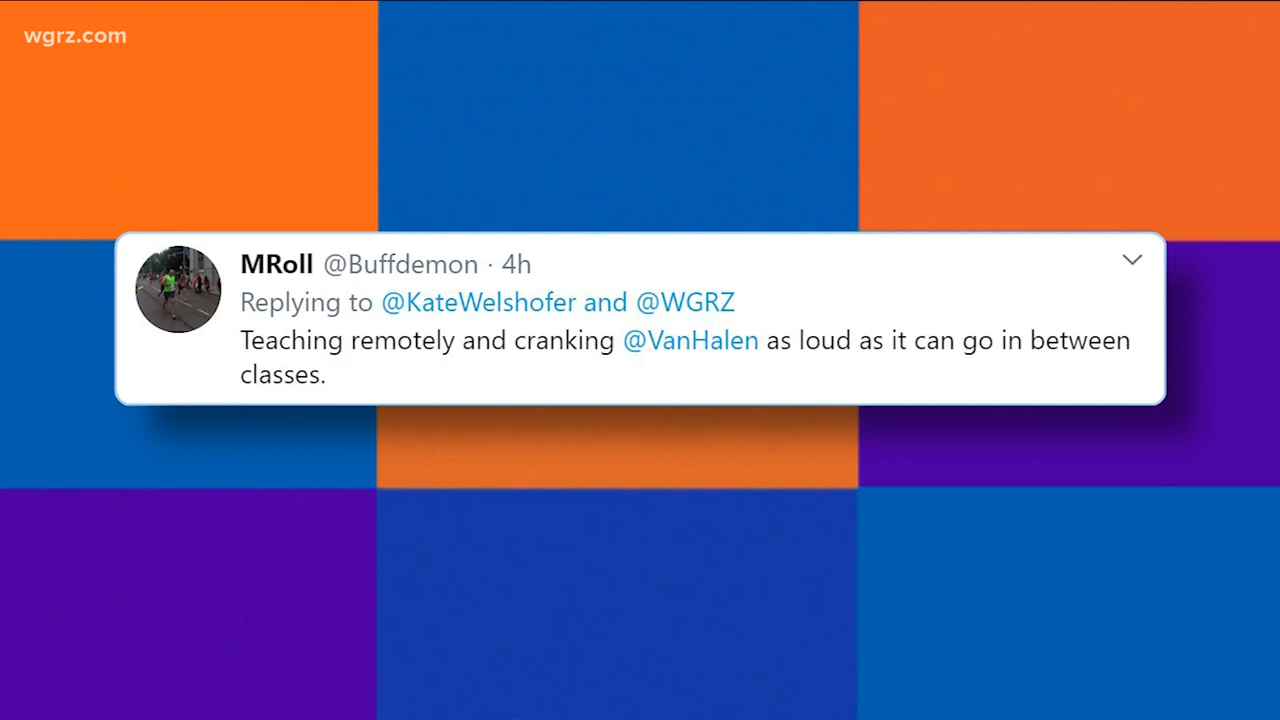 wgrz.com
MRoll @Buffdemon · 4h
Replying to @KateWelshofer and @WGRZ
Teaching remotely and cranking @VanHalen as loud as it can go in between
classes.